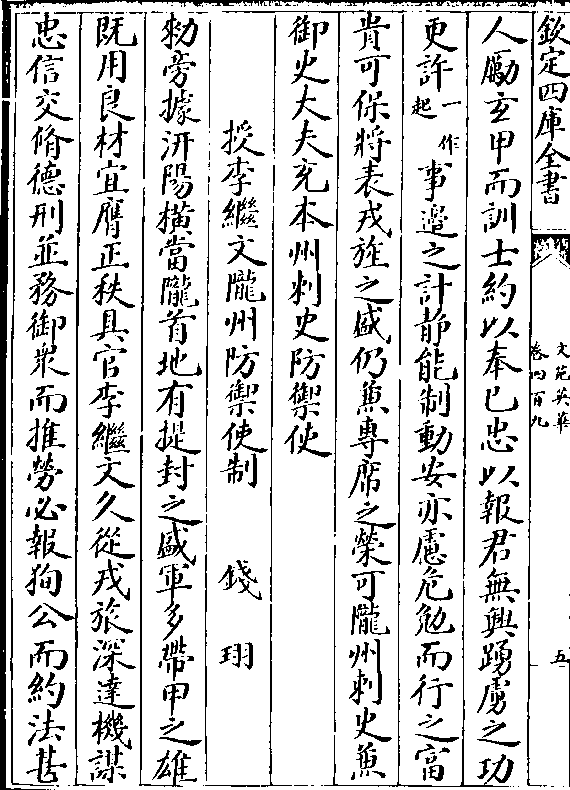 欽定四庫全書
文苑英華
卷四百九
五
人勵玄甲而訓士約以奉已忠以報君無興踴虜之功
更許一作起事邊之計静能制動安亦慮危勉而行之富
貴可保將表戎旌之盛仍兼專席之榮可隴州刺史兼
御史大夫充本州刺史防禦使
授李繼文隴州防禦使制 錢珝
勑旁據汧陽横當隴首地有提封之盛軍多帶甲之雄
既用良材宜膺正秩具官李繼文久從戎旅深達機謀
忠信交脩德刑並務御衆而推勞必報狥公而約法甚